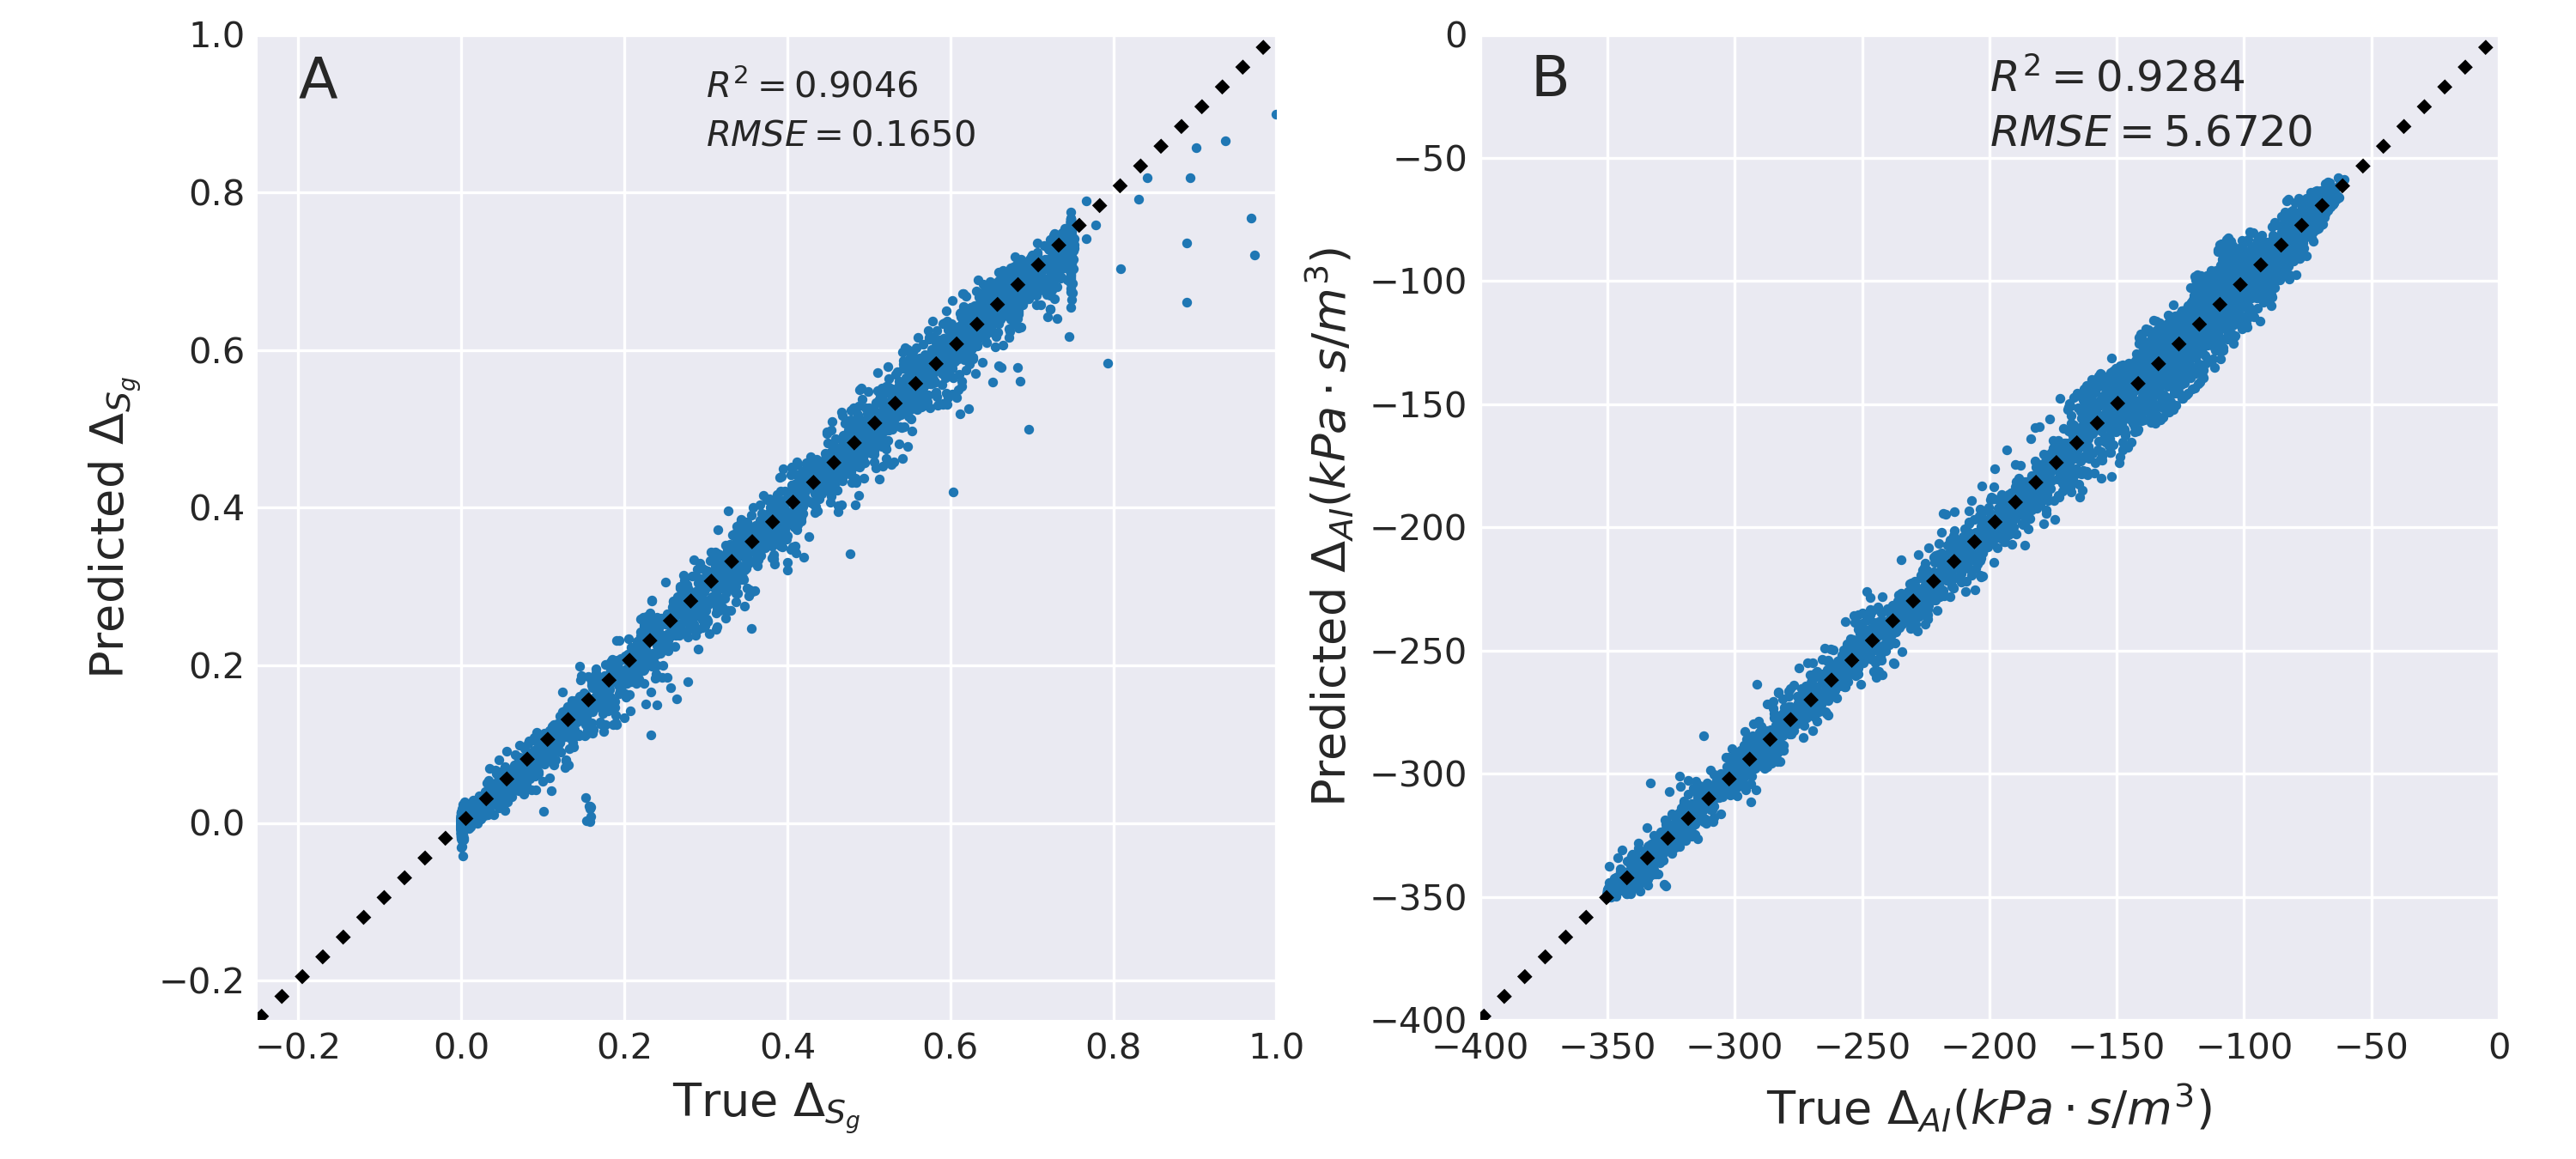 A
R² = 0.9046
RMSE = 0.1650
1.0
0.8
0.6
0.4
0.2
0.0
−0.2
Predicted Δ_{S_g}
−0.2 0.0 0.2 0.4 0.6 0.8 1.0
True Δ_{S_g}
B
R² = 0.9284
RMSE = 5.6720
0
−50
−100
−150
−200
−250
−300
−350
−400
Predicted Δ_{AI}(kPa · s/m³)
−400 −350 −300 −250 −200 −150 −100 −50 0
True Δ_{AI}(kPa · s/m³)